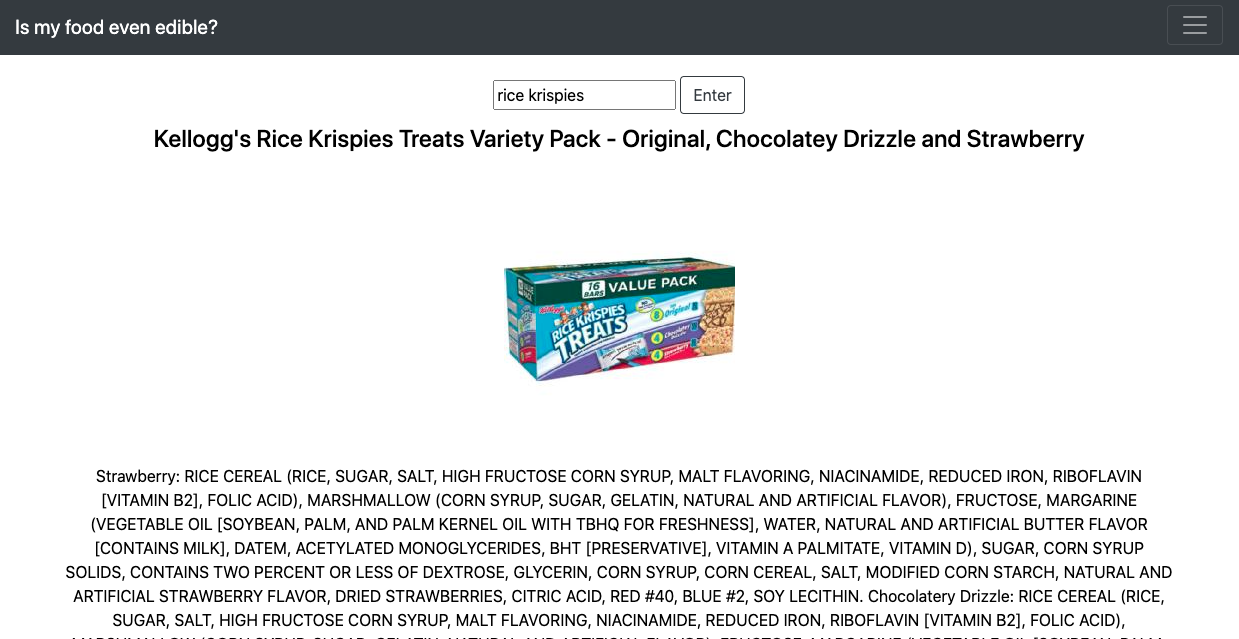 Is my food even edible?
rice krispies
Enter
Kellogg's Rice Krispies Treats Variety Pack - Original, Chocolatey Drizzle and Strawberry
16 BARS VALUE PACK
Kellogg's
RICE KRISPIES
TREATS
8 Original
4 Chocolatey Drizzle
4 Strawberry
Strawberry: RICE CEREAL (RICE, SUGAR, SALT, HIGH FRUCTOSE CORN SYRUP, MALT FLAVORING, NIACINAMIDE, REDUCED IRON, RIBOFLAVIN
[VITAMIN B2], FOLIC ACID), MARSHMALLOW (CORN SYRUP, SUGAR, GELATIN, NATURAL AND ARTIFICIAL FLAVOR), FRUCTOSE, MARGARINE
(VEGETABLE OIL [SOYBEAN, PALM, AND PALM KERNEL OIL WITH TBHQ FOR FRESHNESS], WATER, NATURAL AND ARTIFICIAL BUTTER FLAVOR
[CONTAINS MILK], DATEM, ACETYLATED MONOGLYCERIDES, BHT [PRESERVATIVE], VITAMIN A PALMITATE, VITAMIN D), SUGAR, CORN SYRUP
SOLIDS, CONTAINS TWO PERCENT OR LESS OF DEXTROSE, GLYCERIN, CORN SYRUP, CORN CEREAL, SALT, MODIFIED CORN STARCH, NATURAL AND
ARTIFICIAL STRAWBERRY FLAVOR, DRIED STRAWBERRIES, CITRIC ACID, RED #40, BLUE #2, SOY LECITHIN. Chocolatery Drizzle: RICE CEREAL (RICE,
SUGAR, SALT, HIGH FRUCTOSE CORN SYRUP, MALT FLAVORING, NIACINAMIDE, REDUCED IRON, RIBOFLAVIN [VITAMIN B2], FOLIC ACID),